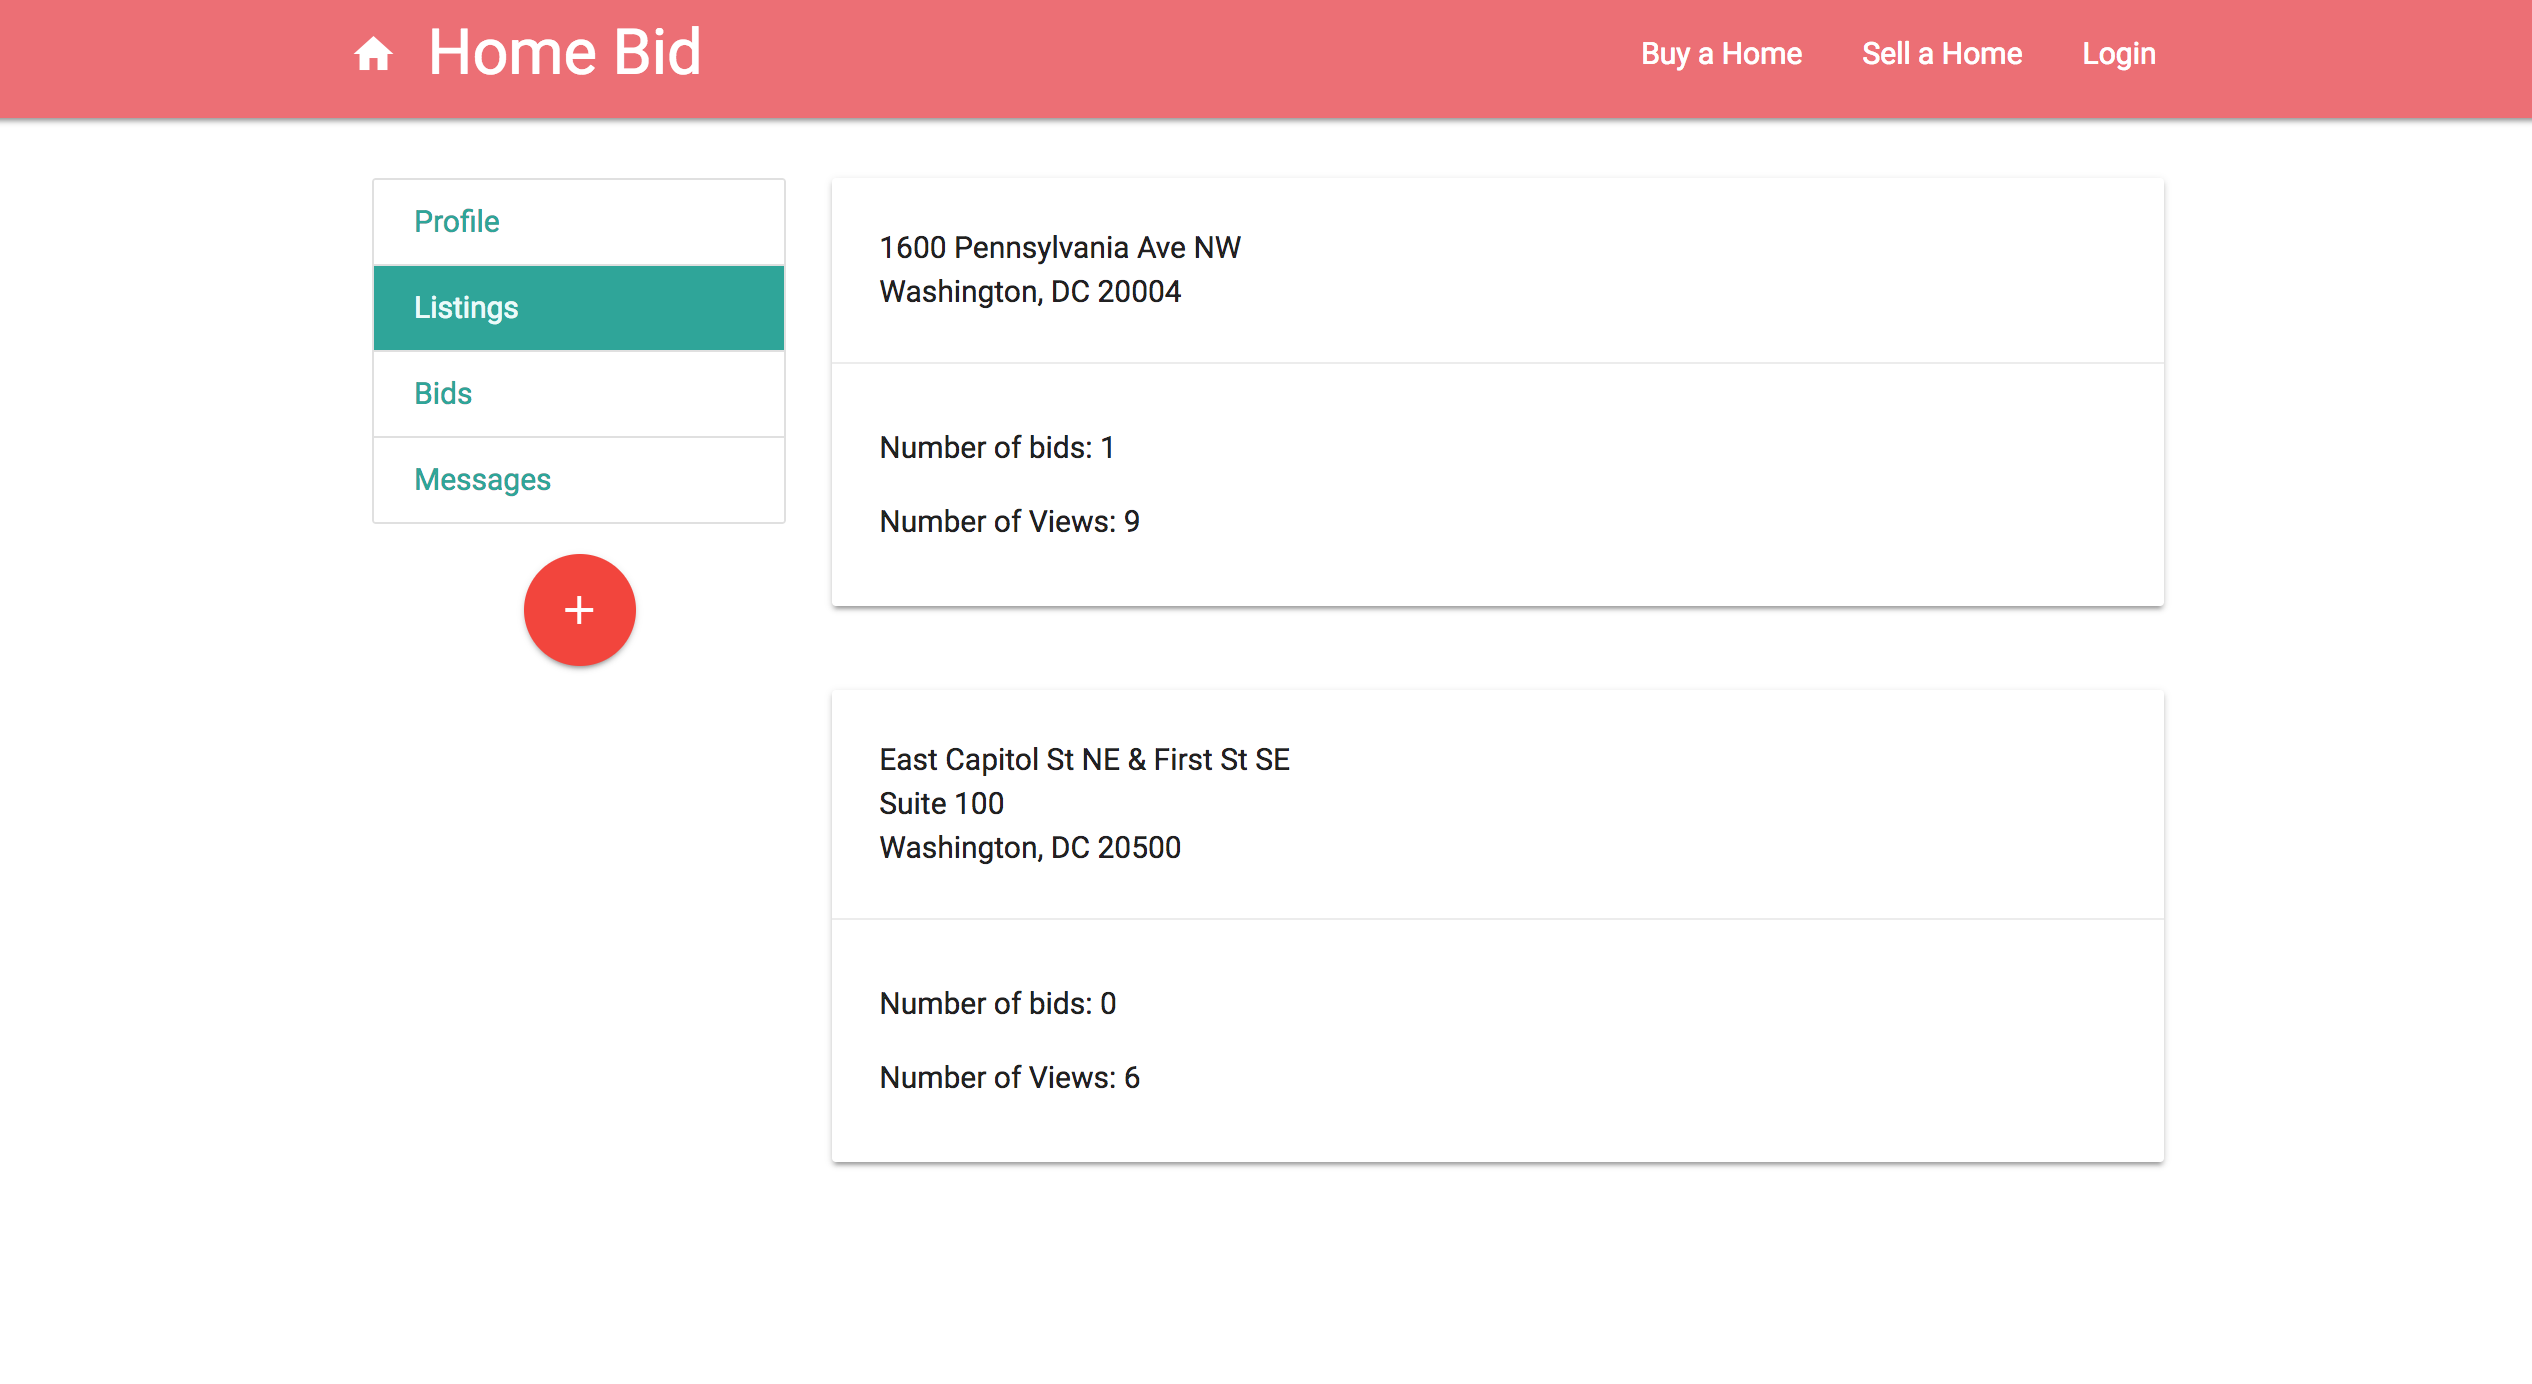 Home Bid
Buy a Home
Sell a Home
Login
Profile
Listings
Bids
Messages
+
1600 Pennsylvania Ave NW
Washington, DC 20004
Number of bids: 1
Number of Views: 9
East Capitol St NE & First St SE
Suite 100
Washington, DC 20500
Number of bids: 0
Number of Views: 6